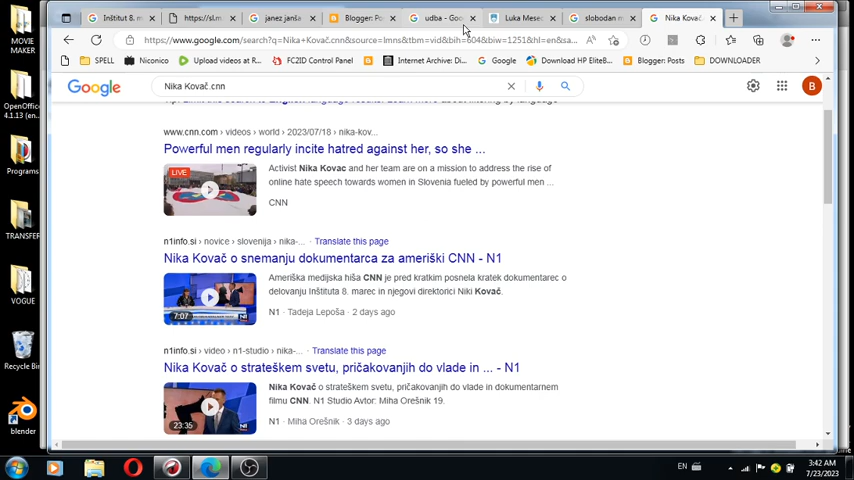 Inštitut 8. m
https://sl.m
janez janša
Blogger: Po
udba - Goo
Luka Mesec
slobodan m
Nika Kovač.
https://www.google.com/search?q=Nika+Kovač.cnn&source=lmns&tbm=vid&bih=604&biw=1251&hl=en&sa...
SPELL
Niconico
Upload videos at r...
FC2ID Control Panel
Blogger: Posts
Internet Archive: Di...
Google
Download HP EliteB...
Blogger: Posts
DOWNLOADER
Google
Nika Kovač.cnn
B
www.cnn.com › videos › world › 2023/07/18 › nika-kov...
Powerful men regularly incite hatred against her, so she ...
LIVE
Activist Nika Kovac and her team are on a mission to address the rise of
online hate speech towards women in Slovenia fueled by powerful men ...
CNN
n1info.si › novice › slovenija › nika-... · Translate this page
Nika Kovač o snemanju dokumentarca za ameriški CNN - N1
Ameriška medijska hiša CNN je pred kratkim posnela kratek dokumentarec o
delovanju Inštituta 8. marec in njegovi direktorici Niki Kovač.
7:07
N1 · Tadeja Lepoša · 2 days ago
n1info.si › video › n1-studio › nika-... · Translate this page
Nika Kovač o strateškem svetu, pričakovanjih do vlade in ... - N1
Nika Kovač o strateškem svetu, pričakovanjih do vlade in dokumentarnem
filmu CNN. N1 Studio Avtor: Miha Orešnik 19.
23:35
N1 · Miha Orešnik · 3 days ago
MOVIE
MAKER
OpenOffice
4.1.13 (en...
Programs
TRANSFER
VOGUE
Recycle Bin
blender
EN
3:42 AM
7/23/2023